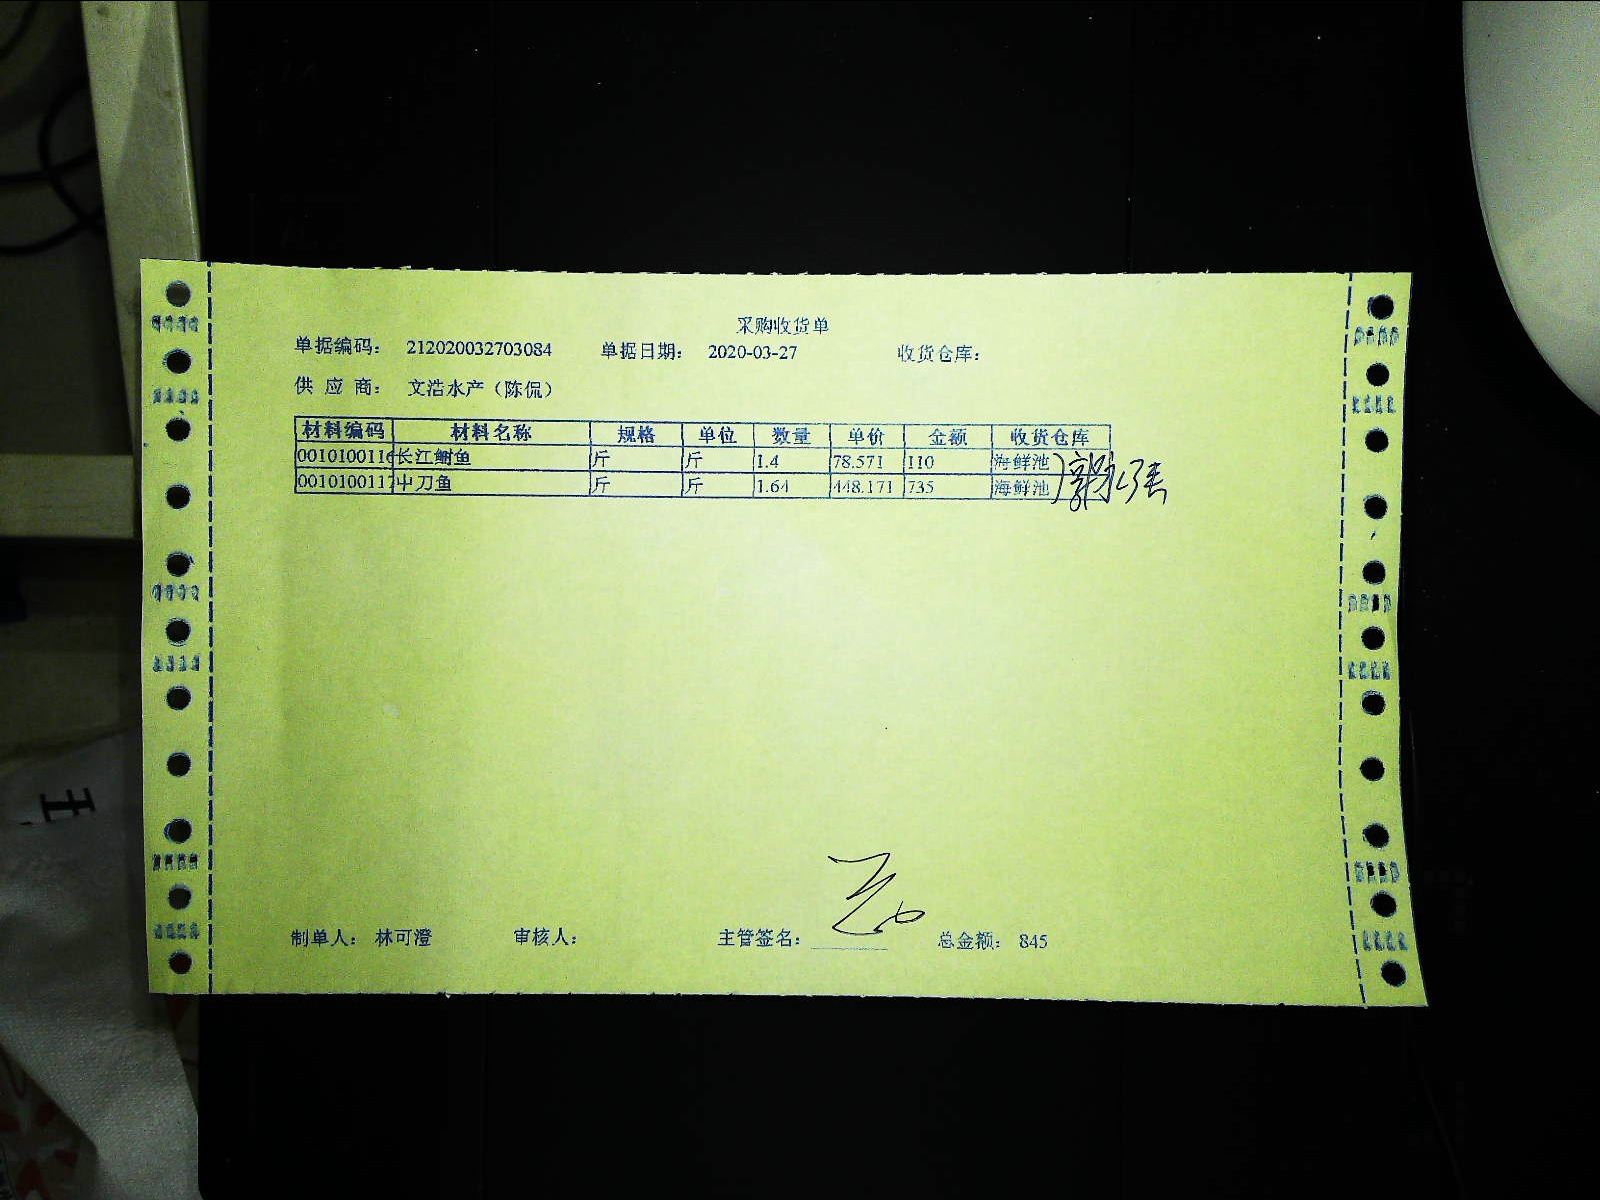 采购收货单
单据编码： 212020032703084 单据日期： 2020-03-27 收货仓库：
供 应 商： 文浩水产（陈侃）
材料编码 材料名称 规格 单位 数量 单价 金额 收货仓库
0010100116 长江鲥鱼 斤 斤 1.4 78.571 110 海鲜池
0010100117 中刀鱼 斤 斤 1.64 448.171 735 海鲜池
制单人： 林可澄 审核人： 主管签名： 总金额： 845